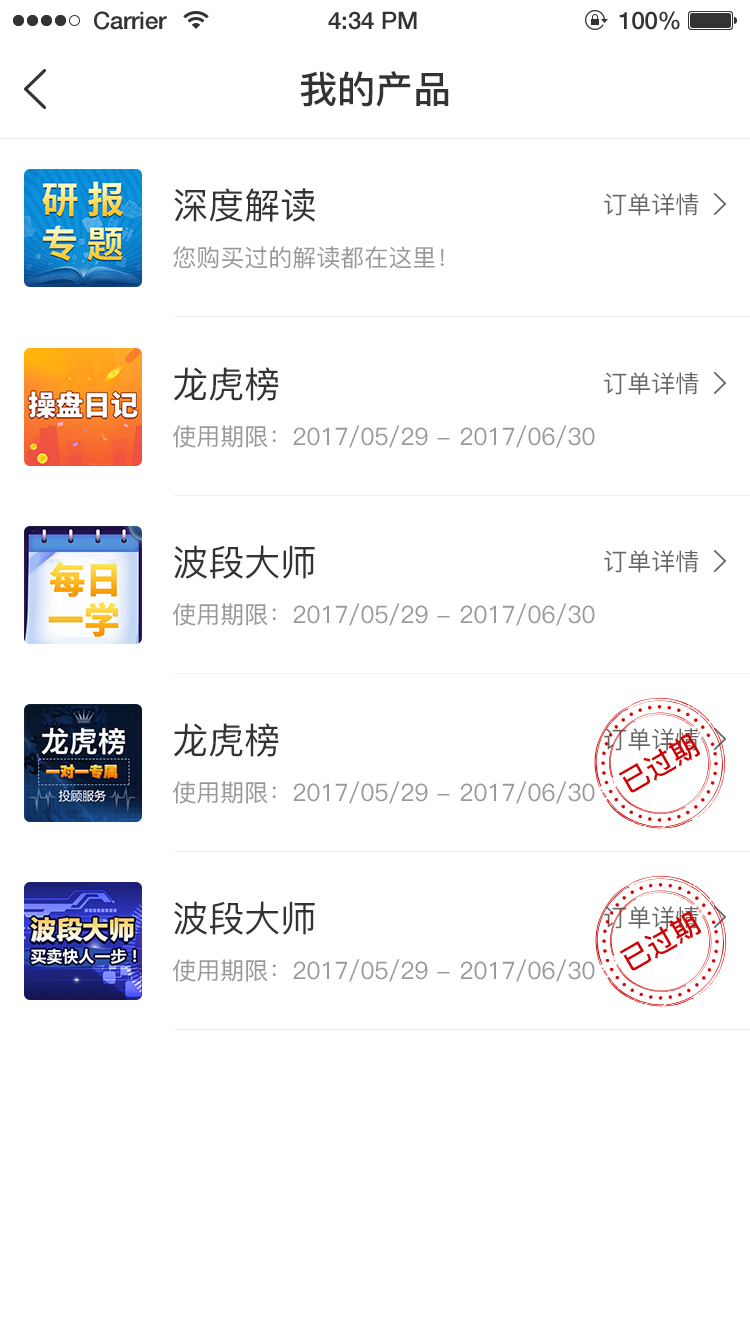 Carrier 4:34 PM 100%
我的产品
研报
专题
深度解读
订单详情
您购买过的解读都在这里!
操盘日记
龙虎榜
订单详情
使用期限: 2017/05/29 – 2017/06/30
每日
一学
波段大师
订单详情
使用期限: 2017/05/29 – 2017/06/30
龙虎榜
一对一专属
投顾服务
龙虎榜
订单详情
已过期
使用期限: 2017/05/29 – 2017/06/30
波段大师
买卖快人一步!
波段大师
订单详情
已过期
使用期限: 2017/05/29 – 2017/06/30